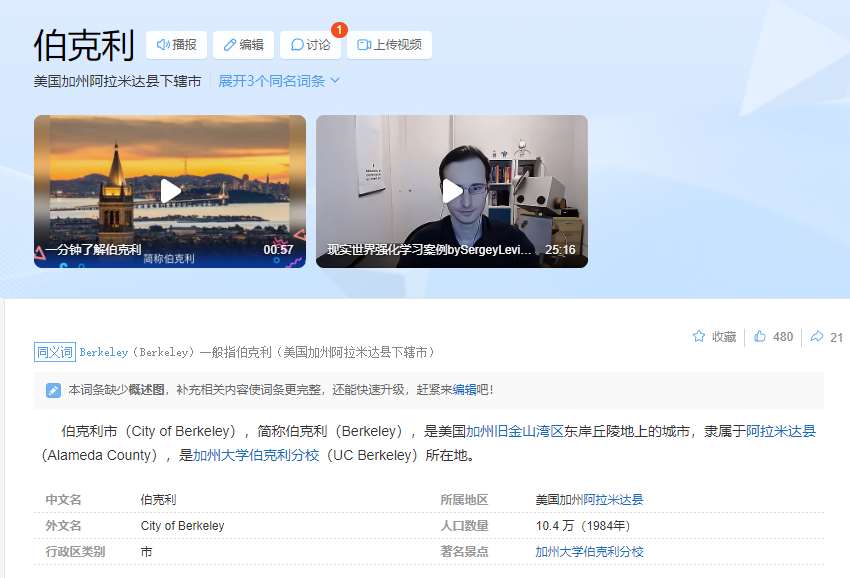 伯克利 播报 编辑 讨论 1 上传视频
美国加州阿拉米达县下辖市 展开3个同名词条
一分钟了解伯克利 00:57
简称伯克利
现实世界强化学习案例bySergeyLevi... 25:16
收藏 480 21
同义词 Berkeley（Berkeley）一般指伯克利（美国加州阿拉米达县下辖市）
本词条缺少概述图，补充相关内容使词条更完整，还能快速升级，赶紧来编辑吧！
伯克利市（City of Berkeley），简称伯克利（Berkeley），是美国加州旧金山湾区东岸丘陵地上的城市，隶属于阿拉米达县
（Alameda County），是加州大学伯克利分校（UC Berkeley）所在地。
中文名 伯克利 所属地区 美国加州阿拉米达县
外文名 City of Berkeley 人口数量 10.4 万（1984年）
行政区类别 市 著名景点 加州大学伯克利分校